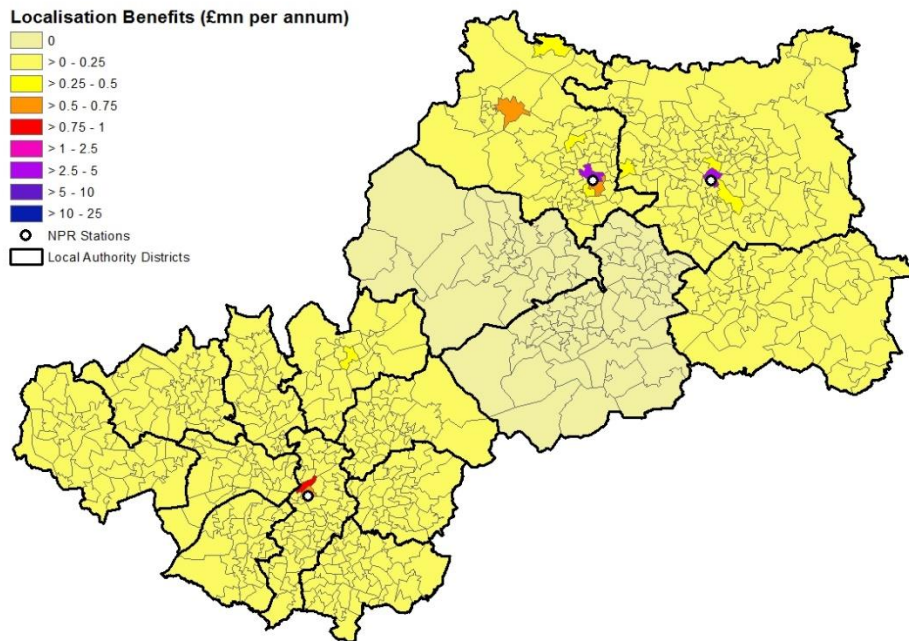 Localisation Benefits (£mn per annum)
0
> 0 - 0.25
> 0.25 - 0.5
> 0.5 - 0.75
> 0.75 - 1
> 1 - 2.5
> 2.5 - 5
> 5 - 10
> 10 - 25
NPR Stations
Local Authority Districts